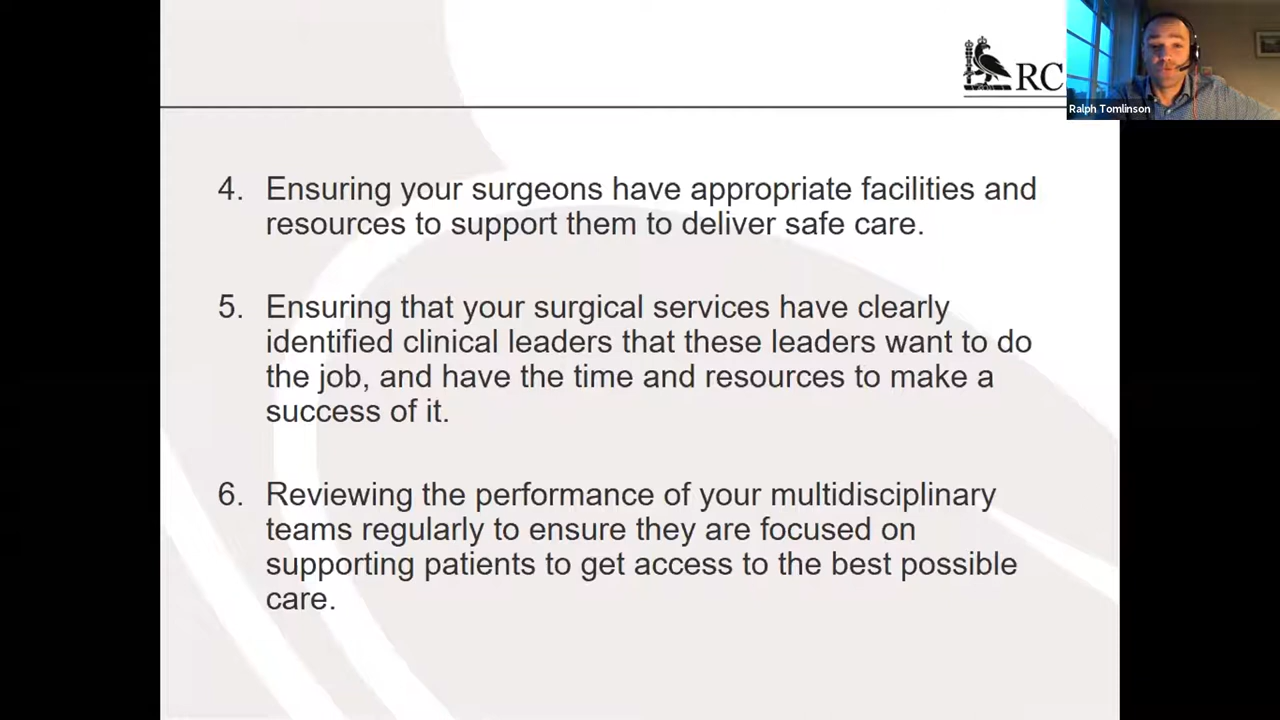 RC
Ralph Tomlinson
4. Ensuring your surgeons have appropriate facilities and
resources to support them to deliver safe care.
5. Ensuring that your surgical services have clearly
identified clinical leaders that these leaders want to do
the job, and have the time and resources to make a
success of it.
6. Reviewing the performance of your multidisciplinary
teams regularly to ensure they are focused on
supporting patients to get access to the best possible
care.